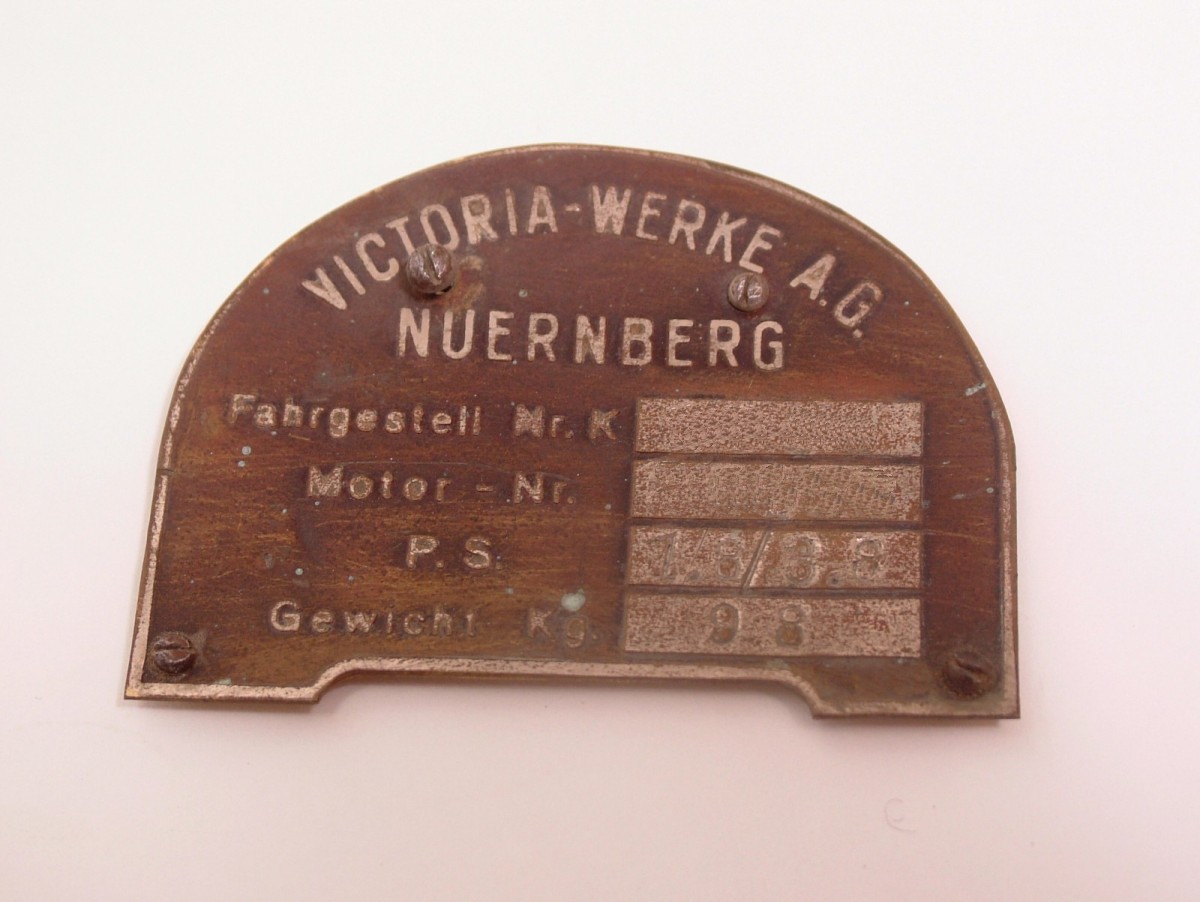 VICTORIA-WERKE A.G.
NUERNBERG
Fahrgestell Nr. K
Motor - Nr.
P.S.
Gewicht Kg. 98